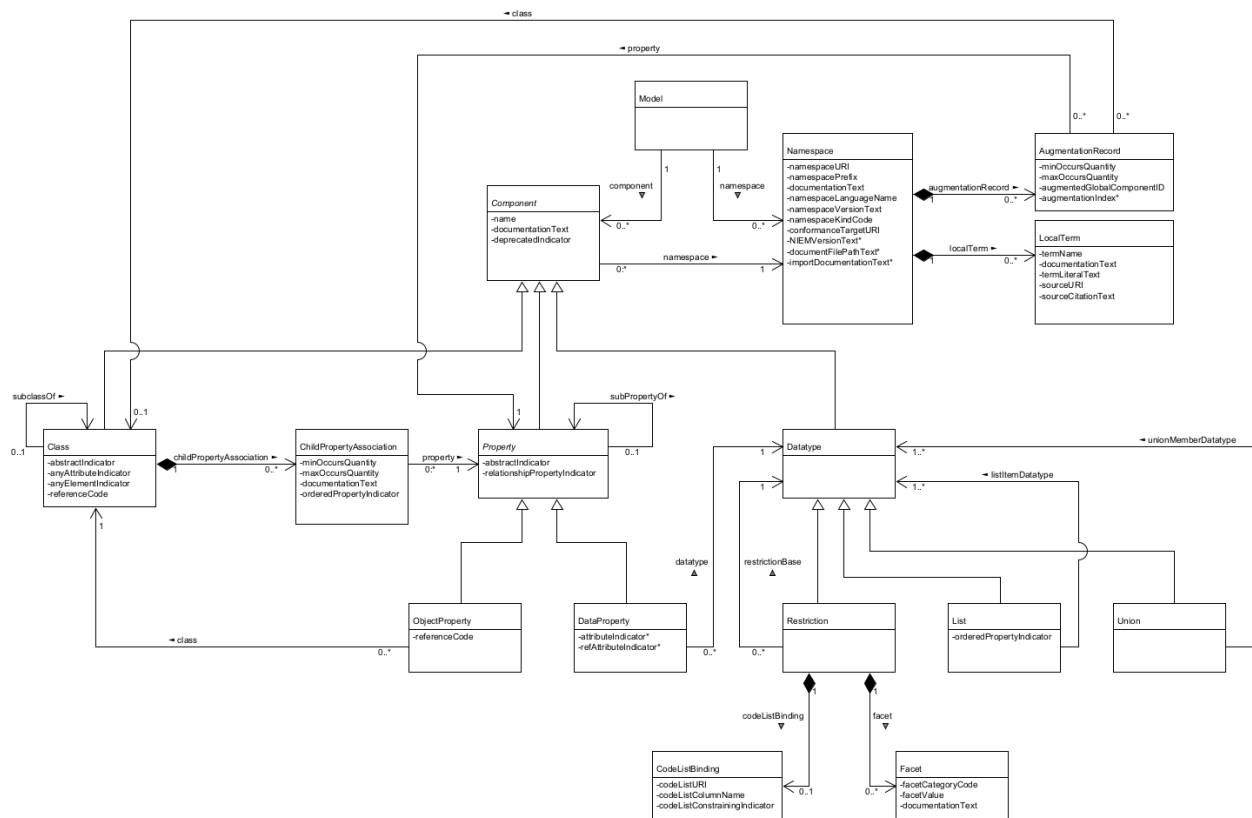 ◄ class
◄ property
0..*
0..*
Model
1
1
component
namespace
0..*
0..*
Namespace
-namespaceURI
-namespacePrefix
-documentationText
-namespaceLanguageName
-namespaceVersionText
-namespaceKindCode
-conformanceTargetURI
-NIEMVersionText*
-documentFilePathText*
-importDocumentationText*
augmentationRecord ►
1
0..*
AugmentationRecord
-minOccursQuantity
-maxOccursQuantity
-augmentedGlobalComponentID
-augmentationIndex*
localTerm ►
1
0..*
LocalTerm
-termName
-documentationText
-termLiteralText
-sourceURI
-sourceCitationText
Component
-name
-documentationText
-deprecatedIndicator
namespace ►
0:*
1
subclassOf ►
0..1
0..1
Class
-abstractIndicator
-anyAttributeIndicator
-anyElementIndicator
-referenceCode
childPropertyAssociation ►
1
0..*
ChildPropertyAssociation
-minOccursQuantity
-maxOccursQuantity
-documentationText
-orderedPropertyIndicator
property ►
0:*
1
1
subPropertyOf ►
0..1
Property
-abstractIndicator
-relationshipPropertyIndicator
Datatype
1
1
1..*
◄ unionMemberDatatype
◄ listItemDatatype
1..*
datatype
restrictionBase
1
◄ class
0..*
ObjectProperty
-referenceCode
DataProperty
-attributeIndicator*
-refAttributeIndicator*
0..*
0..*
Restriction
List
-orderedPropertyIndicator
Union
1
1
codeListBinding
facet
CodeListBinding
-codeListURI
-codeListColumnName
-codeListConstrainingIndicator
0..1
0..*
Facet
-facetCategoryCode
-facetValue
-documentationText